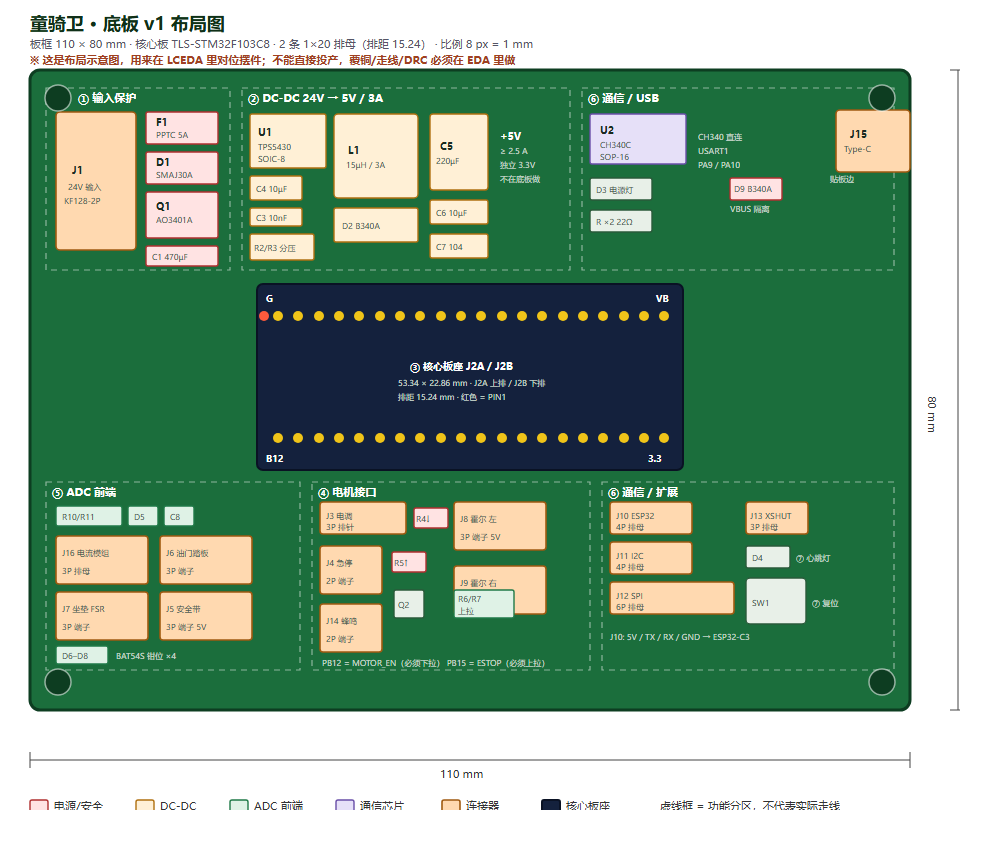 童骑卫 · 底板 v1 布局图
板框 110 × 80 mm · 核心板 TLS-STM32F103C8 · 2 条 1×20 排母（排距 15.24） · 比例 8 px = 1 mm
※ 这是布局示意图，用来在 LCEDA 里对位摆件；不能直接投产，覆铜/走线/DRC 必须在 EDA 里做
① 输入保护
J1
24V 输入
KF128-2P
F1
PPTC 5A
D1
SMAJ30A
Q1
AO3401A
C1 470μF
② DC-DC 24V → 5V / 3A
U1
TPS5430
SOIC-8
L1
15μH / 3A
C5
220μF
C4 10μF
C3 10nF
R2/R3 分压
D2 B340A
C6 10μF
C7 104
+5V
≥ 2.5 A
独立 3.3V
不在底板做
⑥ 通信 / USB
U2
CH340C
SOP-16
CH340 直连
USART1
PA9 / PA10
J15
Type-C
贴板边
D3 电源灯
R ×2 22Ω
D9 B340A
VBUS 隔离
G
VB
③ 核心板座 J2A / J2B
53.34 × 22.86 mm · J2A 上排 / J2B 下排
排距 15.24 mm · 红色 = PIN1
B12
3.3
80 mm
⑤ ADC 前端
R10/R11
D5
C8
J16 电流模组
3P 排母
J6 油门踏板
3P 端子
J7 坐垫 FSR
3P 端子
J5 安全带
3P 端子 5V
D6–D8
BAT54S 钳位 ×4
④ 电机接口
J3 电调
3P 排针
R4↓
J8 霍尔 左
3P 端子 5V
J4 急停
2P 端子
R5↑
J9 霍尔 右
R6/R7
上拉
Q2
J14 蜂鸣
2P 端子
PB12 = MOTOR_EN（必须下拉） PB15 = ESTOP（必须上拉）
⑥ 通信 / 扩展
J10 ESP32
4P 排母
J13 XSHUT
3P 排母
J11 I2C
4P 排母
D4
⑦ 心跳灯
J12 SPI
6P 排母
SW1
⑦ 复位
J10: 5V / TX / RX / GND → ESP32-C3
110 mm
电源/安全
DC-DC
ADC 前端
通信芯片
连接器
核心板座
虚线框 = 功能分区，不代表实际走线